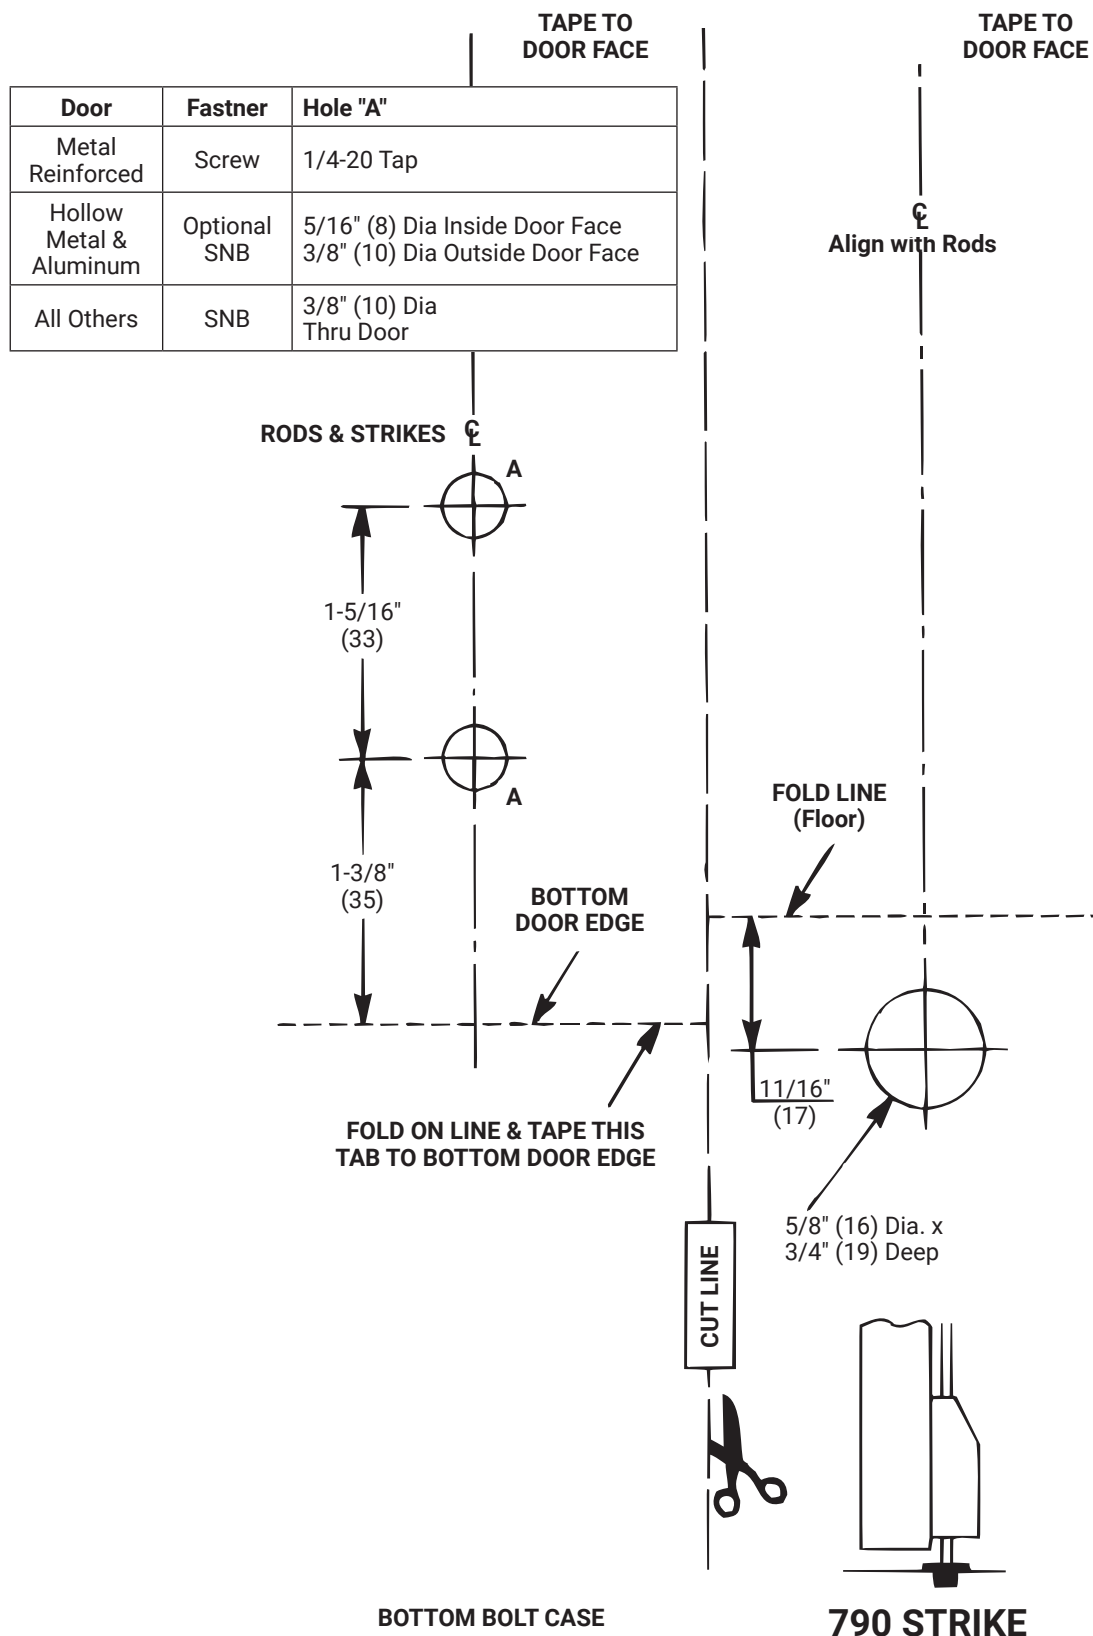 TAPE TO
DOOR FACE
TAPE TO
DOOR FACE
Door Fastner Hole "A"
Metal
Reinforced
Screw
1/4-20 Tap
Hollow
Metal &
Aluminum
Optional
SNB
5/16" (8) Dia Inside Door Face
3/8" (10) Dia Outside Door Face
All Others
SNB
3/8" (10) Dia
Thru Door
℄
Align with Rods
RODS & STRIKES ℄
A
1-5/16"
(33)
A
1-3/8"
(35)
FOLD LINE
(Floor)
BOTTOM
DOOR EDGE
11/16"
(17)
FOLD ON LINE & TAPE THIS
TAB TO BOTTOM DOOR EDGE
5/8" (16) Dia. x
3/4" (19) Deep
CUT LINE
BOTTOM BOLT CASE
790 STRIKE